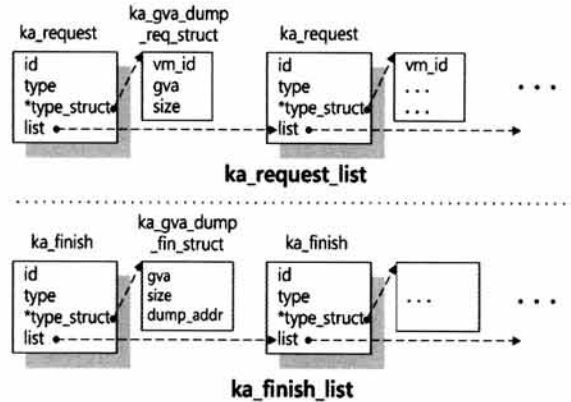 ka_gva_dump
_req_struct
ka_request
ka_request
id
type
*type_struct
list
vm_id
gva
size
id
type
*type_struct
list
vm_id
. . .
. . .
. . .
ka_request_list
ka_gva_dump
_fin_struct
ka_finish
ka_finish
id
type
*type_struct
list
gva
size
dump_addr
id
type
*type_struct
list
. . .
. . .
ka_finish_list